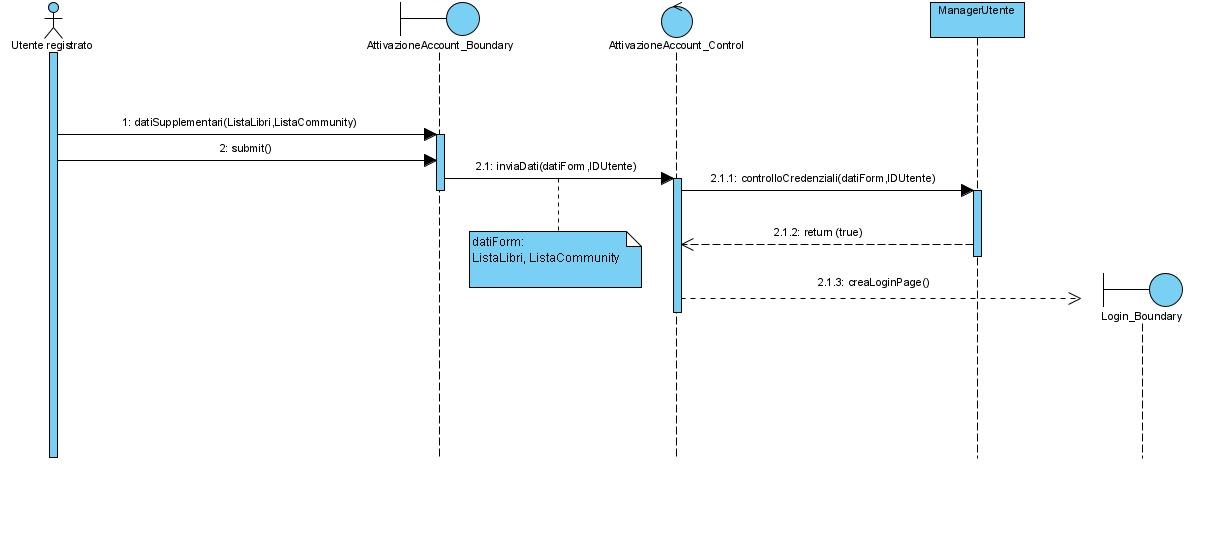 ManagerUtente
Utente registrato
AttivazioneAccount_Boundary
AttivazioneAccount_Control
1: datiSupplementari(ListaLibri,ListaCommunity)
2: submit()
2.1: inviaDati(datiForm,IDUtente)
2.1.1: controlloCredenziali(datiForm,IDUtente)
2.1.2: return (true)
datiForm:
ListaLibri, ListaCommunity
2.1.3: creaLoginPage()
Login_Boundary